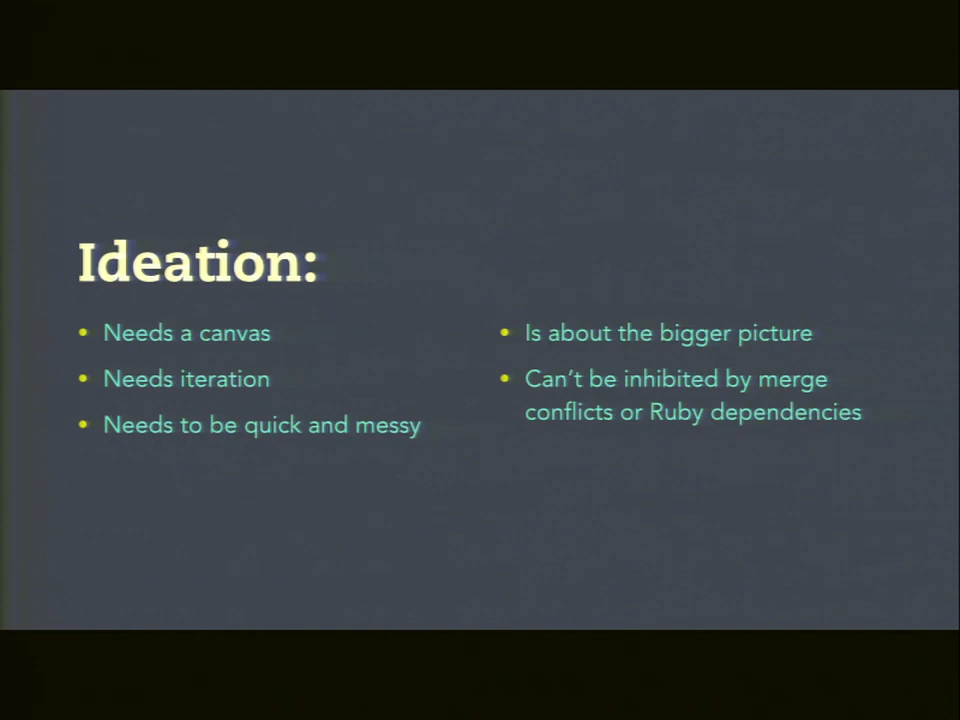 Ideation:
• Needs a canvas
• Needs iteration
• Needs to be quick and messy
• Is about the bigger picture
• Can't be inhibited by merge
conflicts or Ruby dependencies